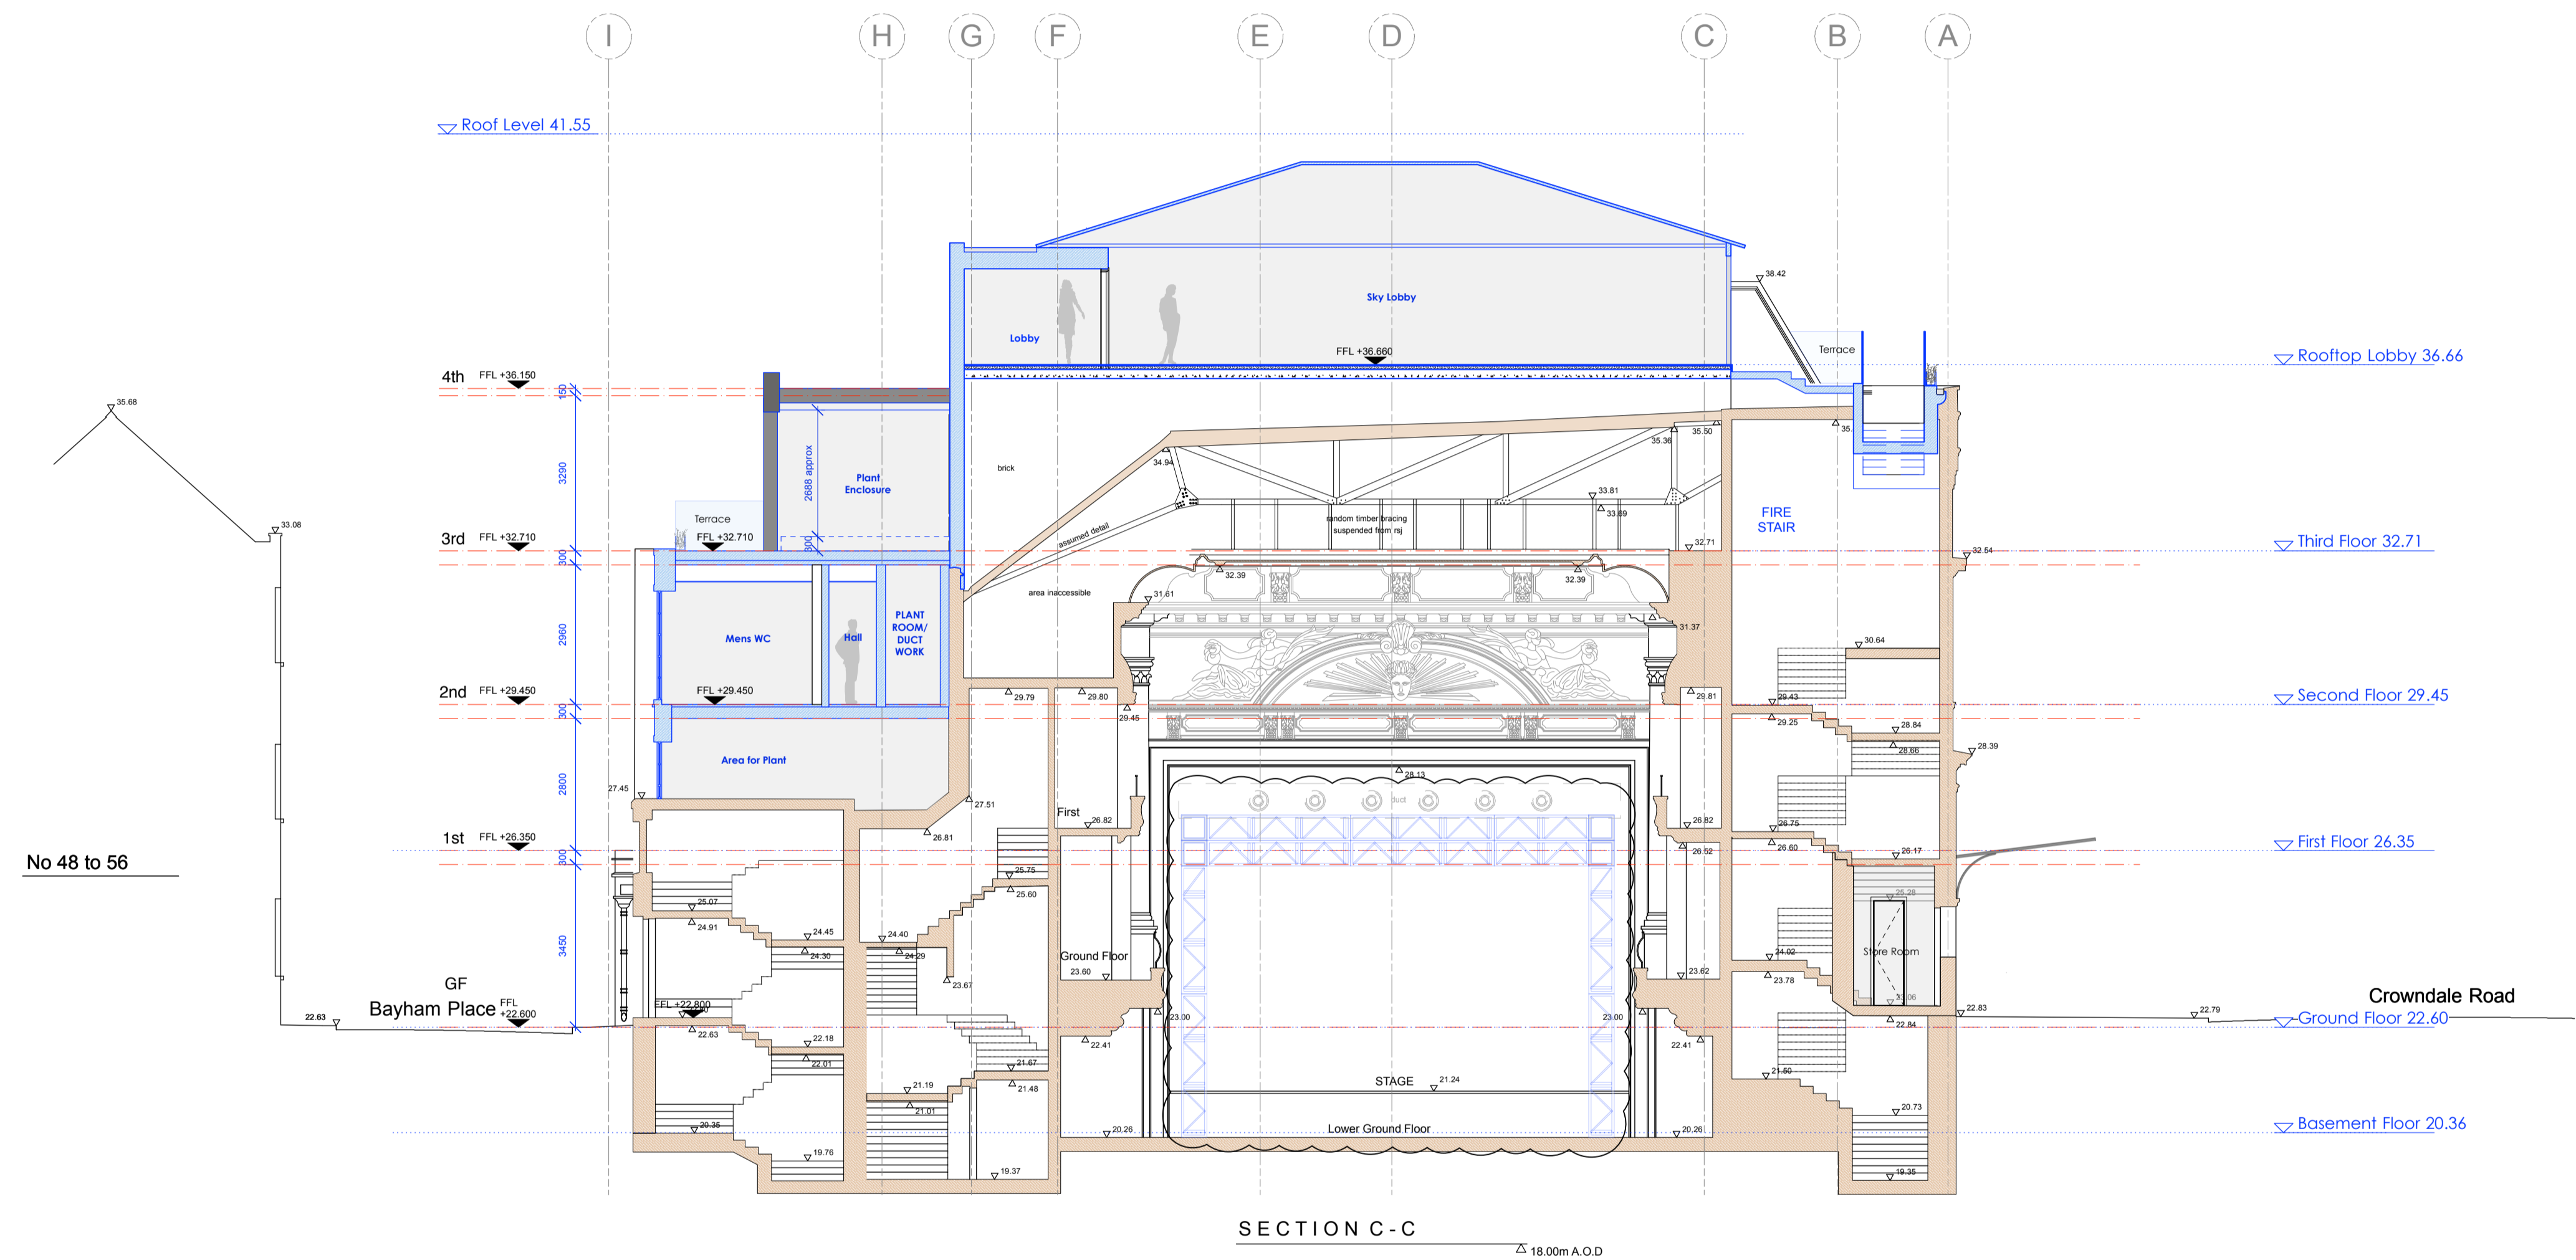 I
H
G
F
E
D
C
B
A
Roof Level 41.55
38.42
Sky Lobby
Lobby
Terrace
FFL +36.660
Rooftop Lobby 36.66
4th FFL +36.150
150
35.68
35.50
35.36
34.94
brick
3290
2688 approx
Plant
Enclosure
33.81
33.69
random timber bracing
suspended from rsj
FIRE
STAIR
assumed detail
33.08
Terrace
3rd FFL +32.710
FFL +32.710
300
300
32.71
Third Floor 32.71
32.54
32.39
32.39
area inaccessible
31.61
31.37
2960
Mens WC
Hall
PLANT
ROOM/
DUCT
WORK
30.64
2nd FFL +29.450
FFL +29.450
300
29.79
29.80
29.81
29.45
29.43
29.25
Second Floor 29.45
28.84
28.66
28.39
Area for Plant
2800
28.13
duct
27.45
27.51
First
26.82
26.82
26.81
26.75
26.60
26.52
1st FFL +26.350
300
26.17
First Floor 26.35
No 48 to 56
25.75
25.60
25.28
25.07
24.91
24.45
24.30
24.40
24.29
3450
Ground Floor
23.60
23.62
23.67
24.02
23.78
Store Room
23.06
GF
Bayham Place FFL
+22.600
FFL +22.800
22.63
22.63
23.00
23.00
22.83
22.84
22.79
Crowndale Road
Ground Floor 22.60
22.18
22.01
22.41
22.41
21.67
21.48
21.50
21.19
21.01
STAGE 21.24
20.73
20.35
20.26
Lower Ground Floor
20.26
Basement Floor 20.36
19.76
19.37
19.35
SECTION C-C
18.00m A.O.D